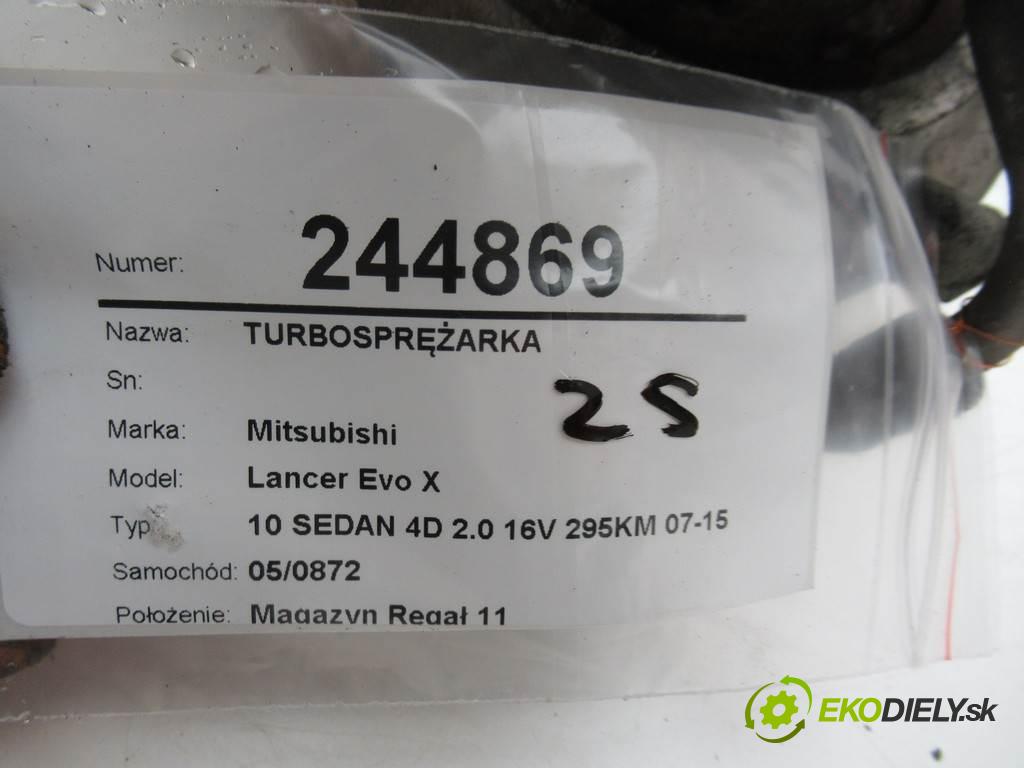 Numer: 244869
Nazwa: TURBOSPRĘŻARKA
Sn:
25
Marka: Mitsubishi
Model: Lancer Evo X
Typ 10 SEDAN 4D 2.0 16V 295KM 07-15
Samochód: 05/0872
Położenie: Magazyn Regał 11
EKODIELY.sk